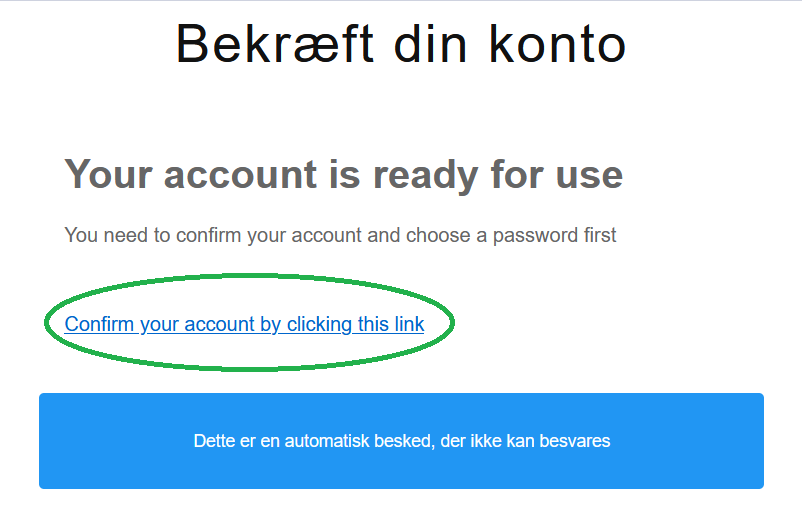 Bekræft din konto
Your account is ready for use
You need to confirm your account and choose a password first
Confirm your account by clicking this link
Dette er en automatisk besked, der ikke kan besvares